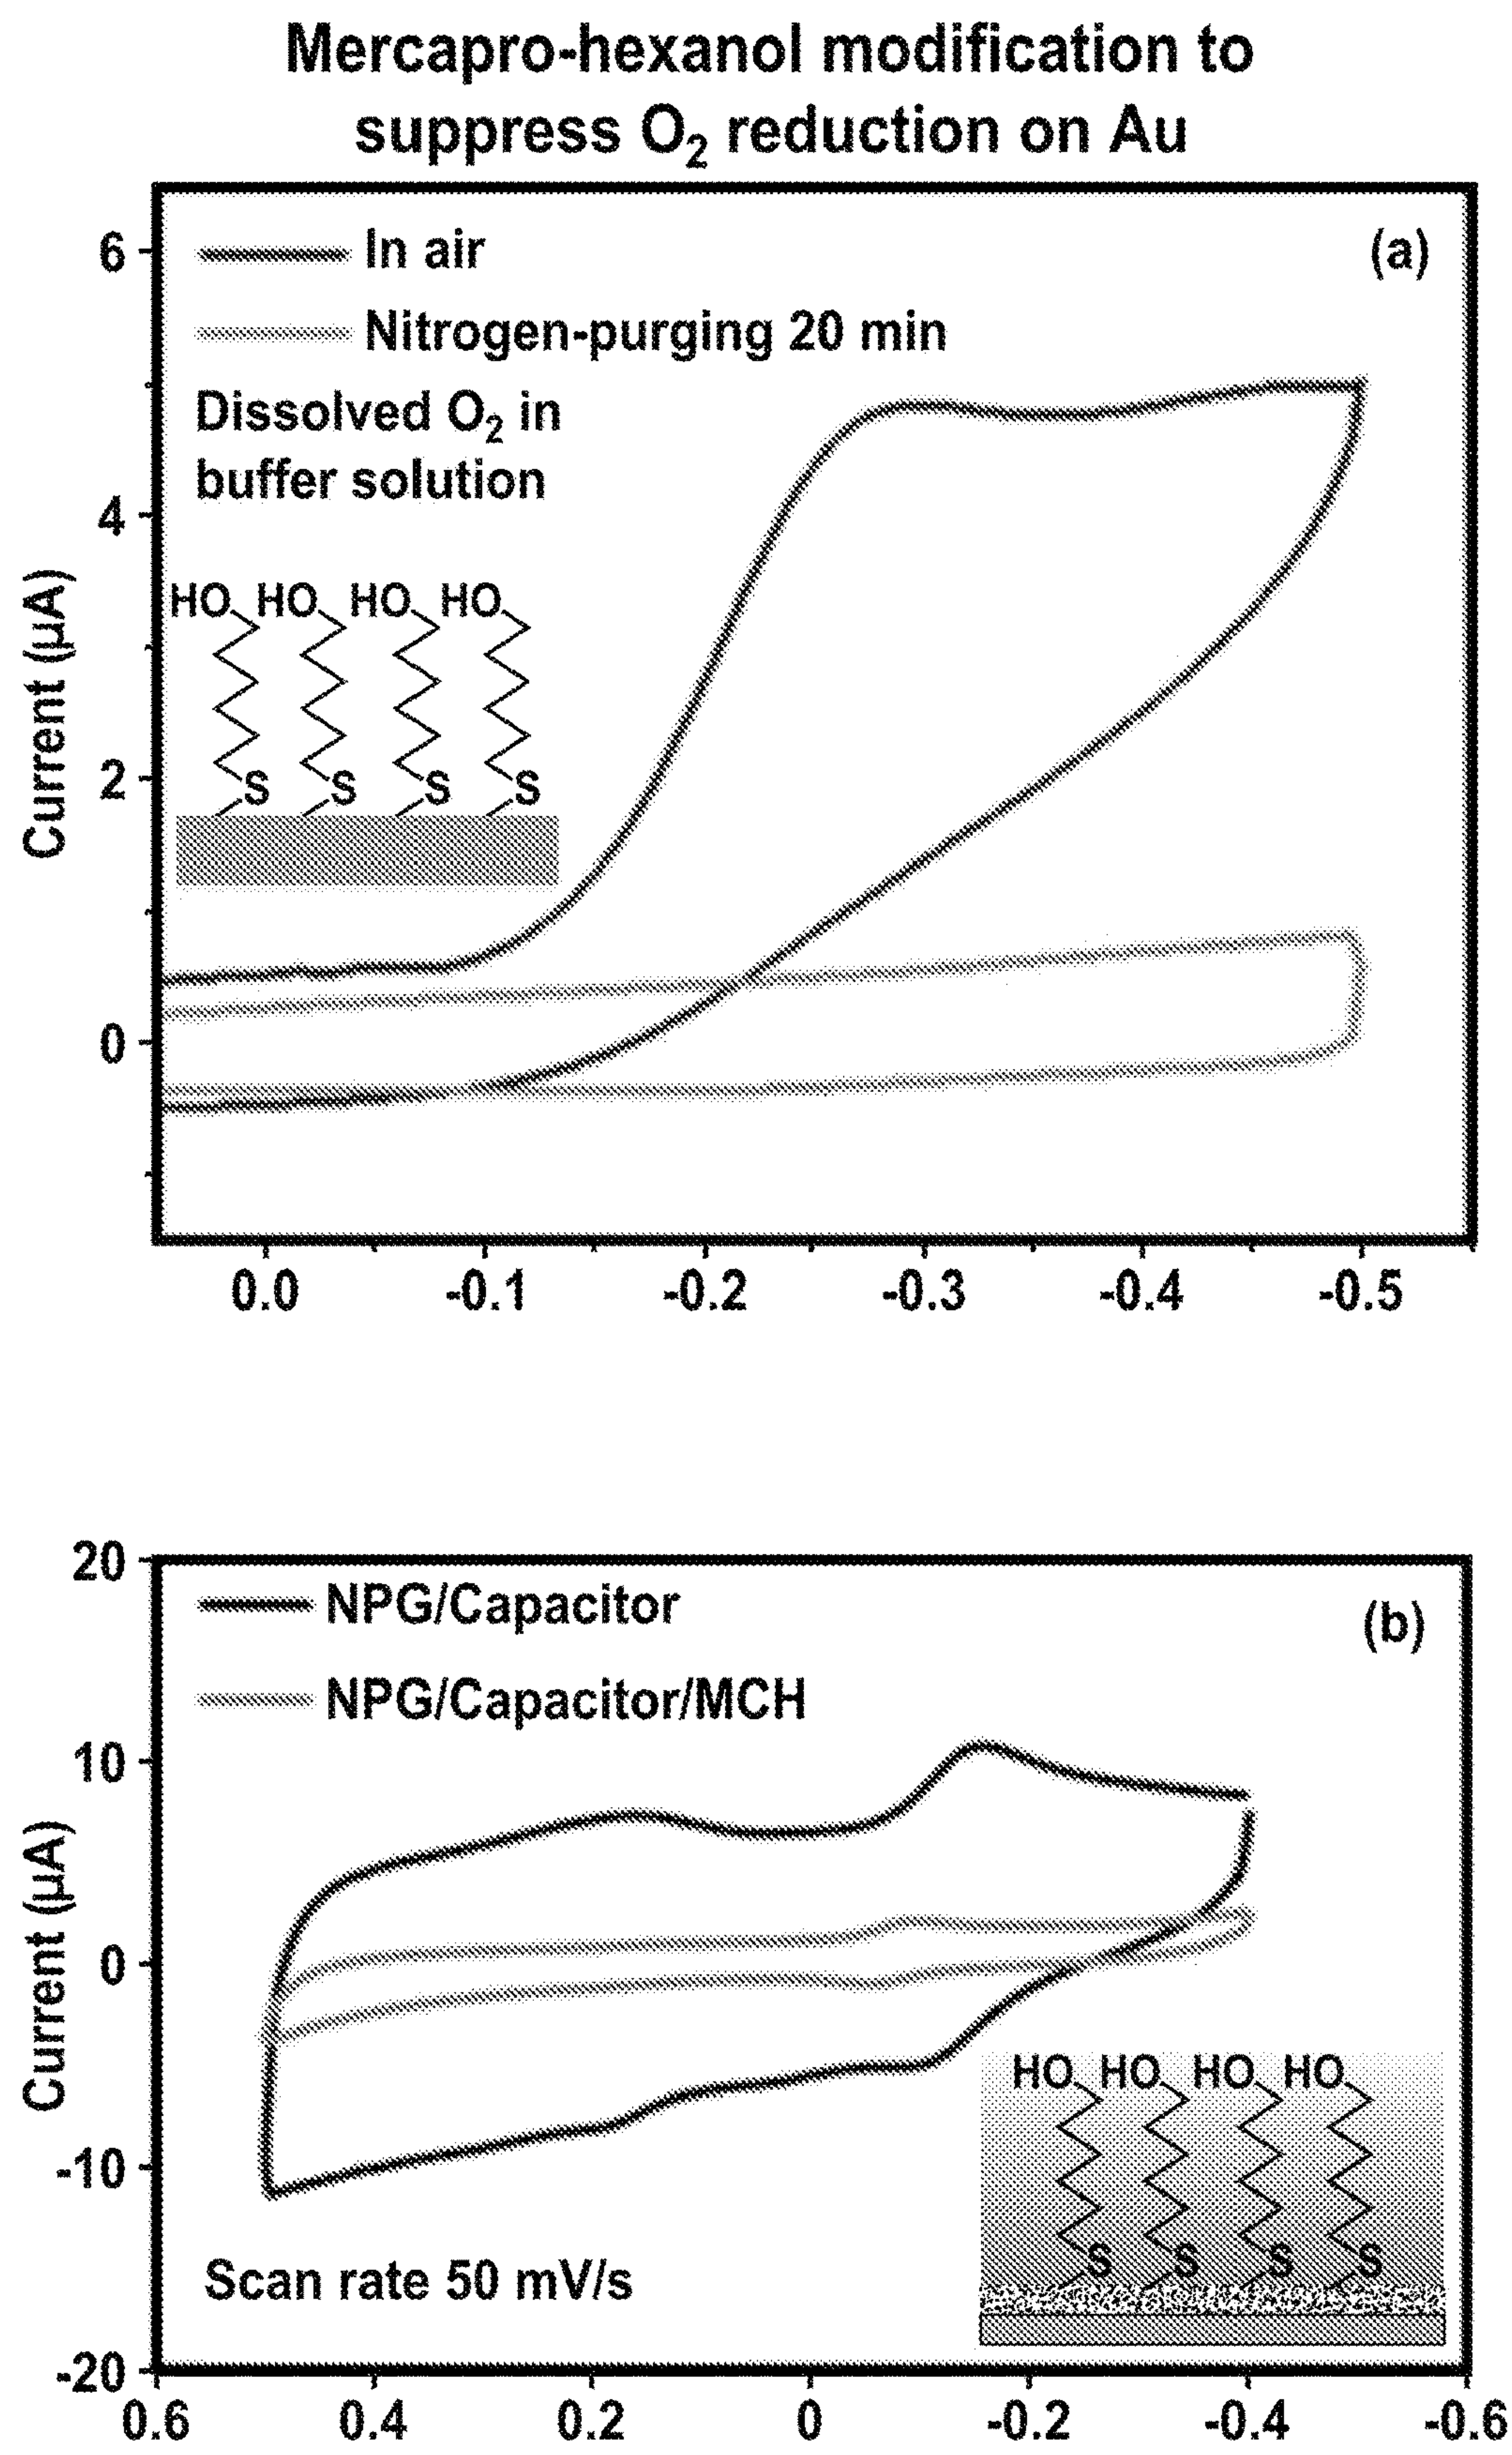 Mercapro-hexanol modification to
suppress O₂ reduction on Au
(a)
In air
Nitrogen-purging 20 min
Dissolved O₂ in
buffer solution
HO HO HO HO
S S S S
Current (μA)
6
4
2
0
0.0 -0.1 -0.2 -0.3 -0.4 -0.5
(b)
NPG/Capacitor
NPG/Capacitor/MCH
Current (μA)
20
10
0
-10
-20
HO HO HO HO
S S S S
Scan rate 50 mV/s
0.6 0.4 0.2 0 -0.2 -0.4 -0.6